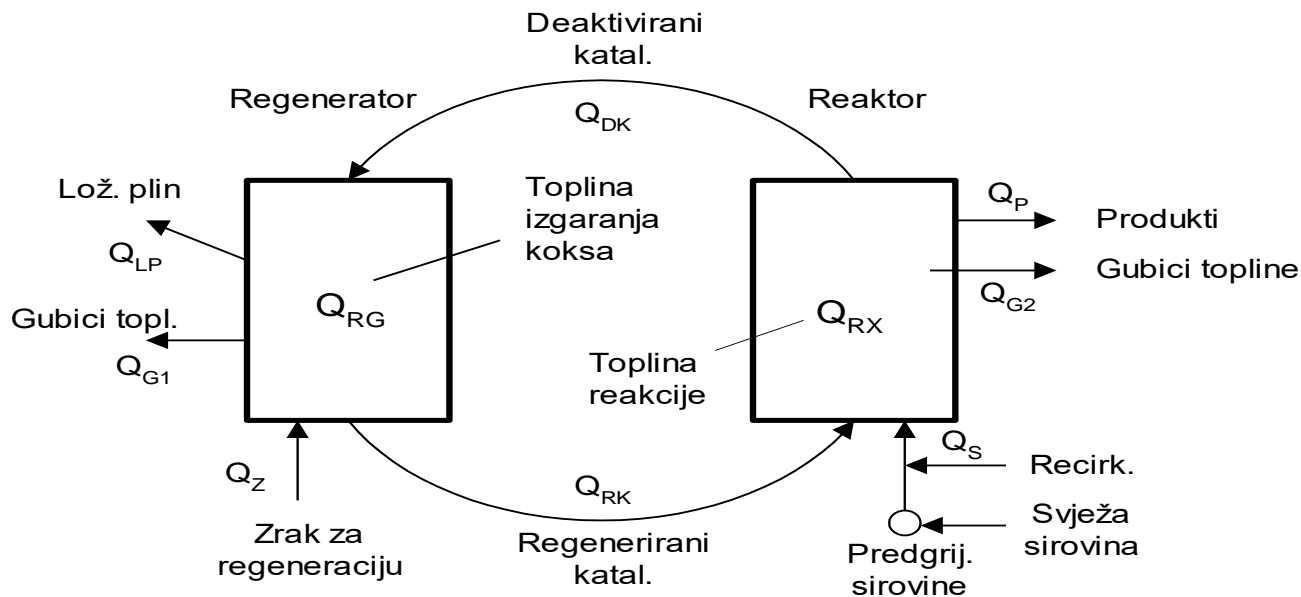 Deaktivirani
katal.
Regenerator
Reaktor
Q_DK
Lož. plin
Q_LP
Toplina
izgaranja
koksa
Q_P
Produkti
Gubici topline
Q_G2
Gubici topl.
Q_G1
Q_RG
Q_RX
Toplina
reakcije
Q_Z
Q_RK
Q_S
Recirk.
Zrak za
regeneraciju
Regenerirani
katal.
Svježa
sirovina
Predgrij.
sirovine